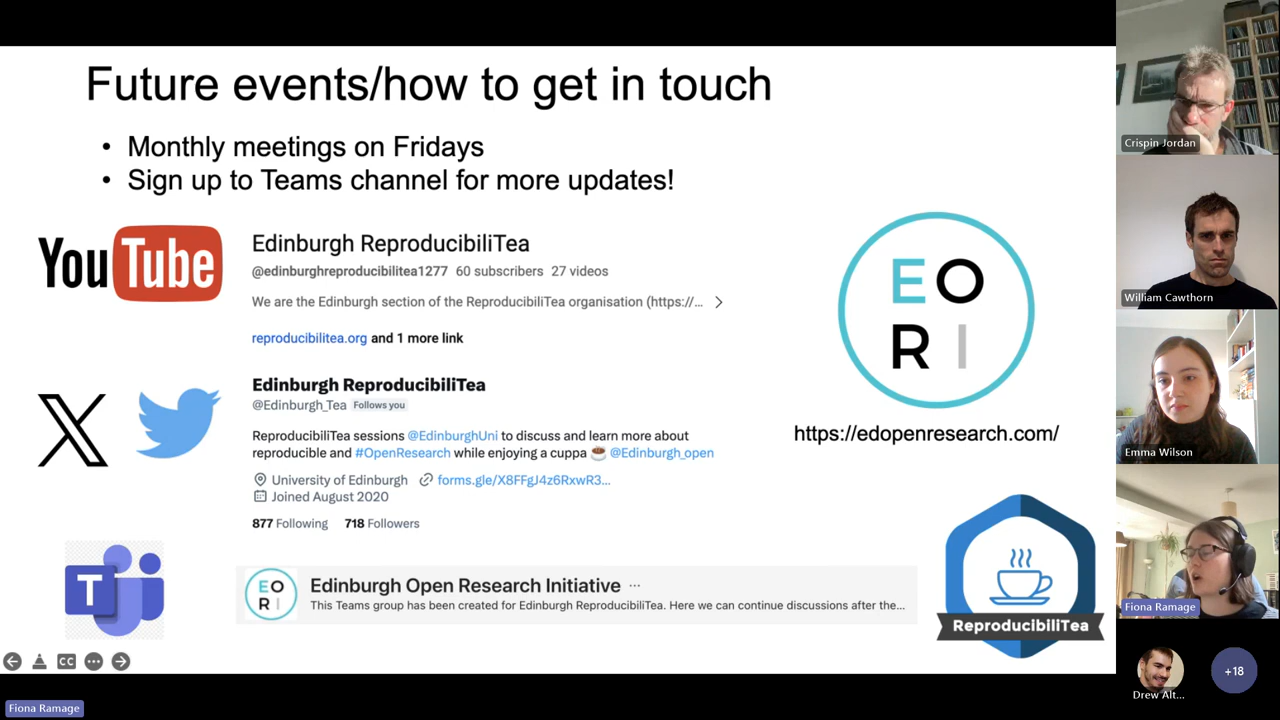 Future events/how to get in touch
• Monthly meetings on Fridays
• Sign up to Teams channel for more updates!
YouTube
Edinburgh ReproducibiliTea
@edinburghreproducibilitea1277 60 subscribers 27 videos
We are the Edinburgh section of the ReproducibiliTea organisation (https://...
reproducibilitea.org and 1 more link
X
Edinburgh ReproducibiliTea
@Edinburgh_Tea Follows you
ReproducibiliTea sessions @EdinburghUni to discuss and learn more about
reproducible and #OpenResearch while enjoying a cuppa ☕ @Edinburgh_open
University of Edinburgh forms.gle/X8FFgJ4z6RxwR3...
Joined August 2020
877 Following 718 Followers
T
EO
RI
Edinburgh Open Research Initiative ...
This Teams group has been created for Edinburgh ReproducibiliTea. Here we can continue discussions after the...
EO
RI
https://edopenresearch.com/
ReproducibiliTea
CC
Fiona Ramage
Crispin Jordan
William Cawthorn
Emma Wilson
Fiona Ramage
Drew Alt...
+18